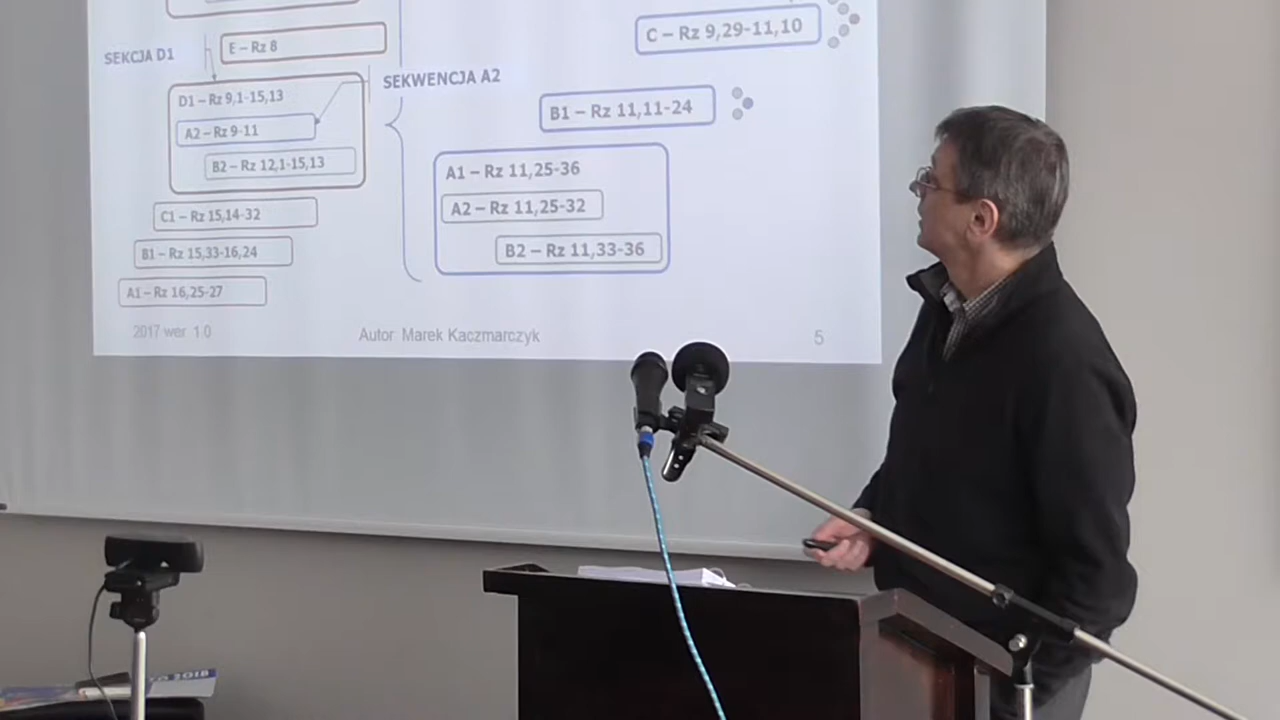 SEKCJA D1
E – Rz 8
D1 – Rz 9,1-15,13
A2 – Rz 9-11
B2 – Rz 12,1-15,13
C1 – Rz 15,14-32
B1 – Rz 15,33-16,24
A1 – Rz 16,25-27
SEKWENCJA A2
C – Rz 9,29-11,10
B1 – Rz 11,11-24
A1 – Rz 11,25-36
A2 – Rz 11,25-32
B2 – Rz 11,33-36
2017 wer 1.0
Autor: Marek Kaczmarczyk
5
2018